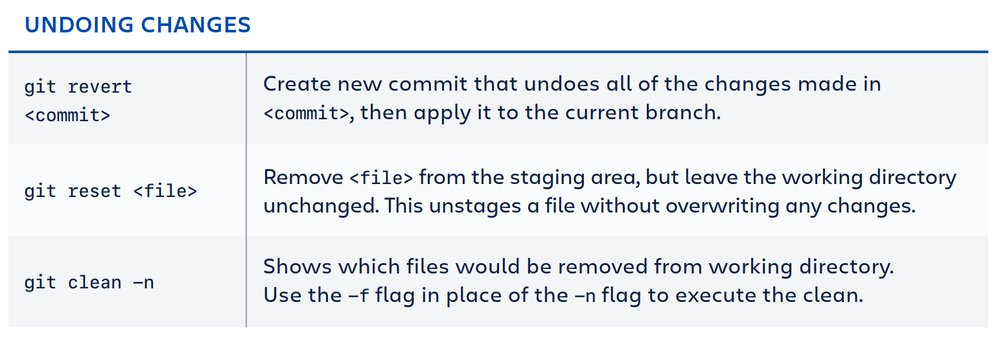 UNDOING CHANGES
git revert
<commit>
Create new commit that undoes all of the changes made in
<commit>, then apply it to the current branch.
git reset <file>
Remove <file> from the staging area, but leave the working directory
unchanged. This unstages a file without overwriting any changes.
git clean –n
Shows which files would be removed from working directory.
Use the –f flag in place of the –n flag to execute the clean.